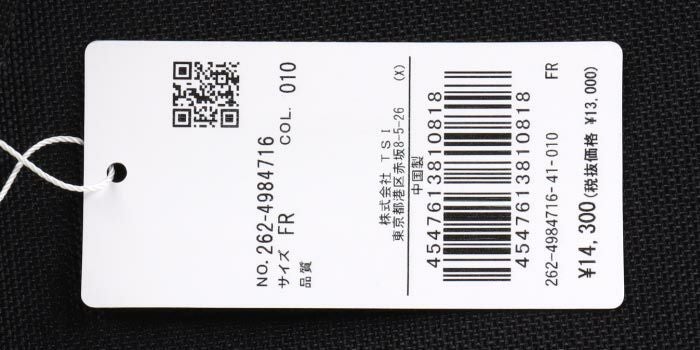 NO.262-4984716
サイズ FR COL. 010
品質
株式会社 TSI
東京都港区赤坂8-5-26 (X)
中国製
4547613810818
4547613810818
262-4984716-41-010 FR
¥14,300(税抜価格 ¥13,000)